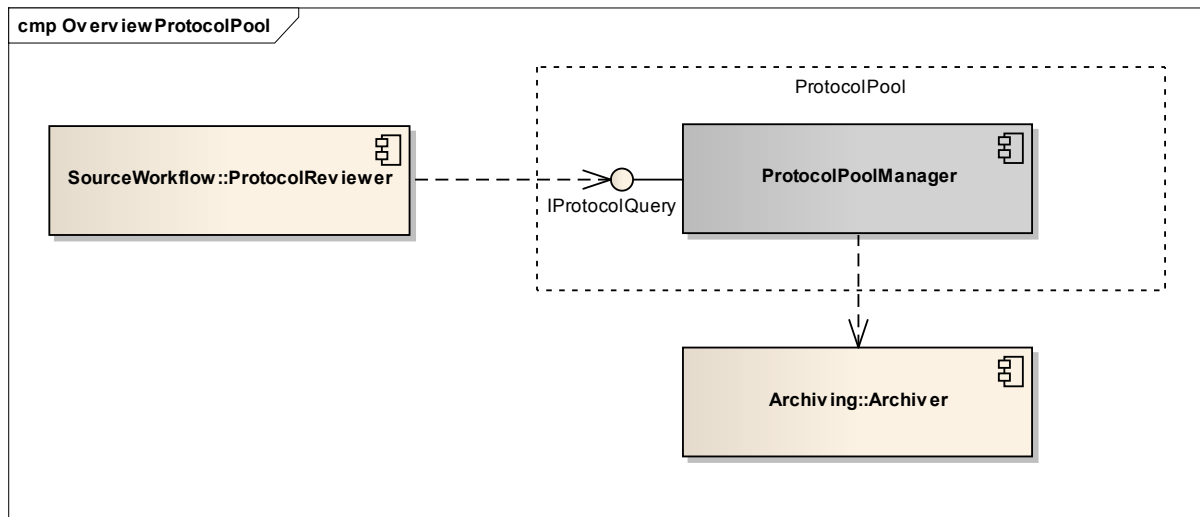 cmp OverviewProtocolPool
ProtocolPool
SourceWorkflow::ProtocolReviewer
ProtocolPoolManager
IProtocolQuery
Archiving::Archiver